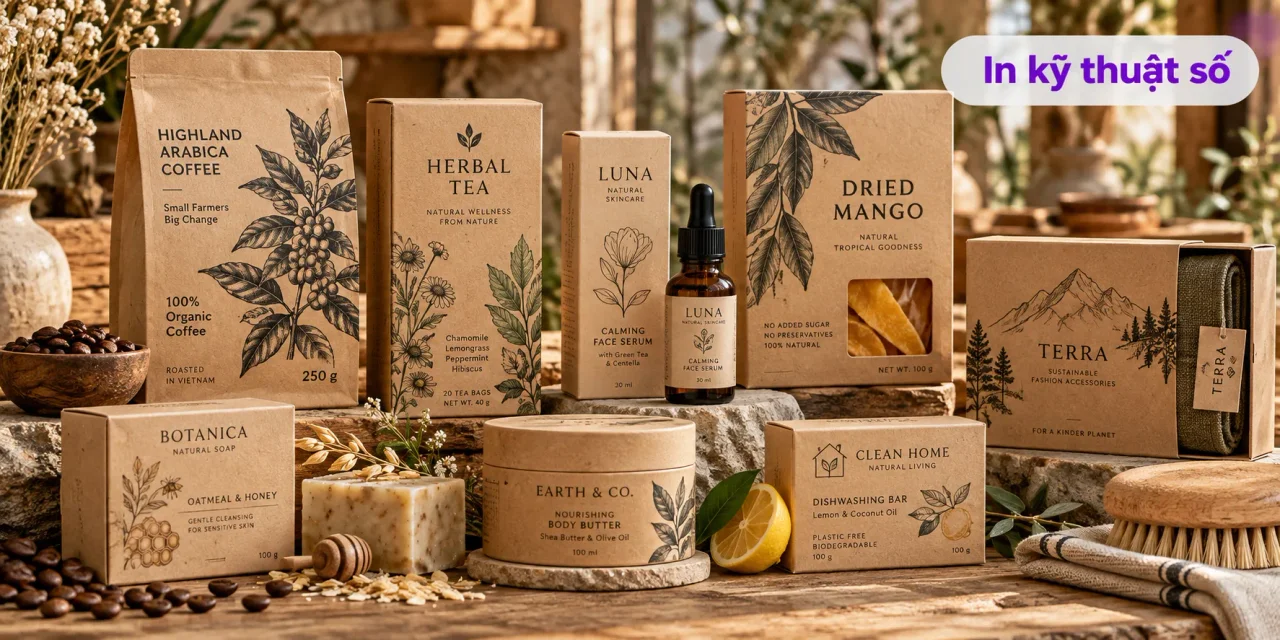 In kỹ thuật số
HIGHLAND
ARABICA
COFFEE
Small Farmers
Big Change
100%
Organic
Coffee
ROASTED
IN VIETNAM
250 g
HERBAL
TEA
NATURAL WELLNESS
FROM NATURE
Chamomile
Lemongrass
Peppermint
Hibiscus
20 TEA BAGS
NET WT. 40 g
LUNA
NATURAL
SKINCARE
CALMING
FACE SERUM
with Green Tea
& Centella
20 ml
LUNA
NATURAL SKINCARE
CALMING
FACE SERUM
20 ml
DRIED
MANGO
NATURAL
TROPICAL GOODNESS
NO ADDED SUGAR
NO PRESERVATIVES
100% NATURAL
NET WT. 100 g
TERRA
SUSTAINABLE
FASHION ACCESSORIES
FOR A KINDER PLANET
TERRA
BOTANICA
NATURAL SOAP
OATMEAL & HONEY
GENTLE CLEANSING
FOR SENSITIVE SKIN
100 g
EARTH & CO.
NOURISHING
BODY BUTTER
Shea Butter & Olive Oil
100 ml
CLEAN HOME
NATURAL LIVING
DISHWASHING BAR
Lemon & Coconut Oil
PLASTIC FREE
BIODEGRADABLE
100 g
100 g